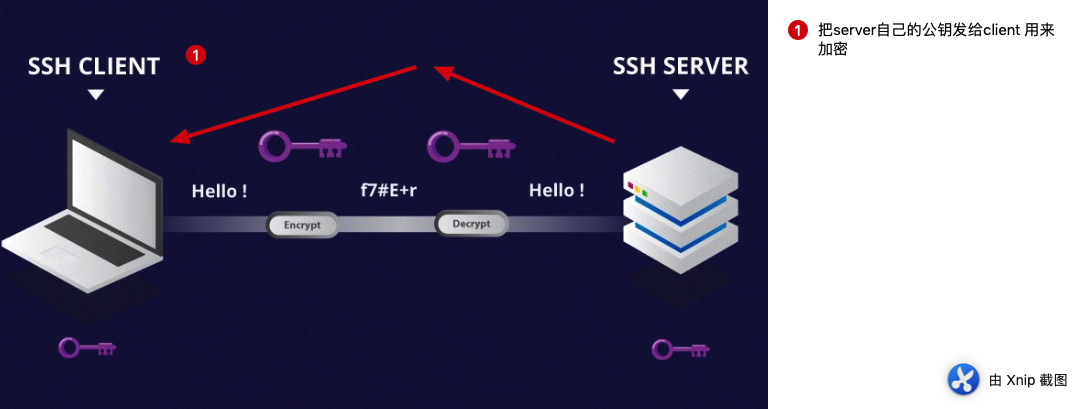 SSH CLIENT
1
SSH SERVER
Hello !
f7#E+r
Hello !
Encrypt
Decrypt
1 把server自己的公钥发给client 用来
加密
由 Xnip 截图